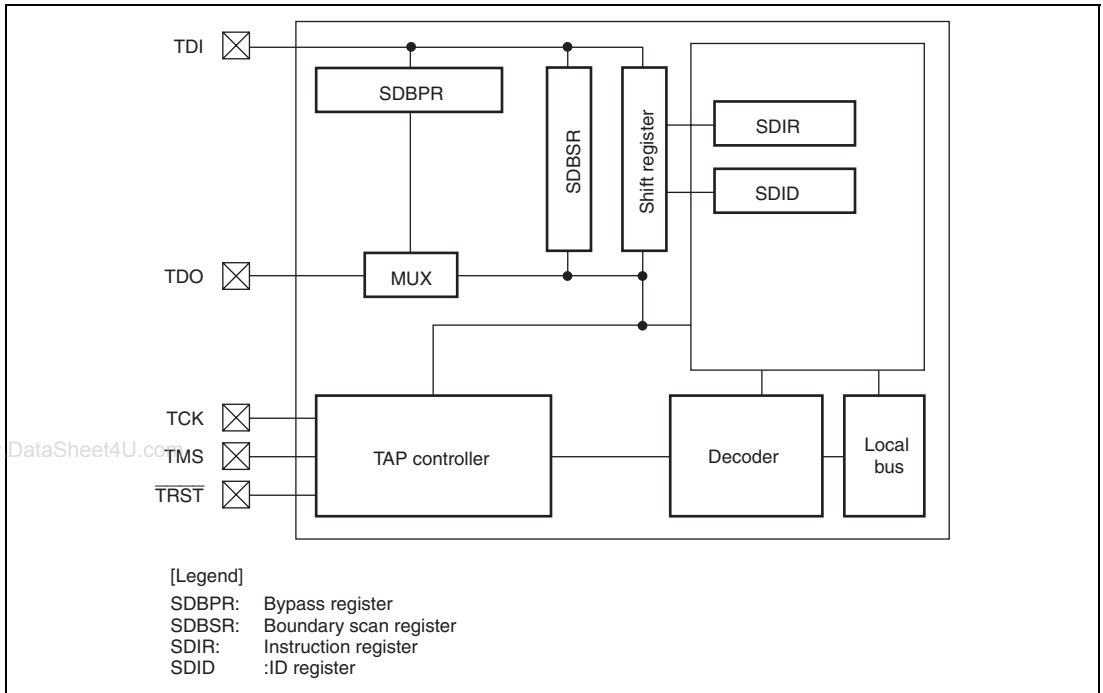 TDI
SDBPR
SDBSR
Shift register
SDIR
SDID
TDO
MUX
TCK
TMS
TRST
TAP controller
Decoder
Local
bus
DataSheet4U.com
[Legend]
SDBPR: Bypass register
SDBSR: Boundary scan register
SDIR: Instruction register
SDID :ID register